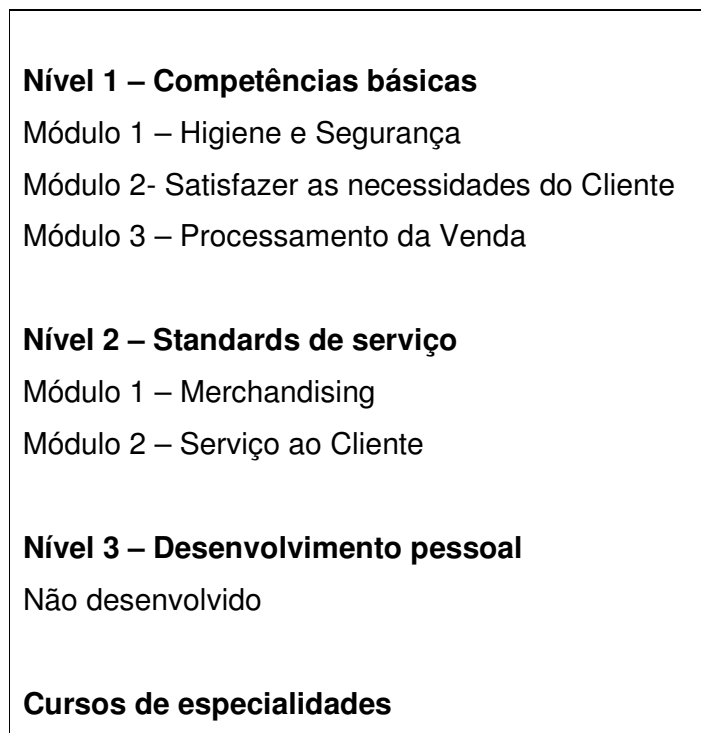 Nível 1 – Competências básicas
Módulo 1 – Higiene e Segurança
Módulo 2- Satisfazer as necessidades do Cliente
Módulo 3 – Processamento da Venda
Nível 2 – Standards de serviço
Módulo 1 – Merchandising
Módulo 2 – Serviço ao Cliente
Nível 3 – Desenvolvimento pessoal
Não desenvolvido
Cursos de especialidades